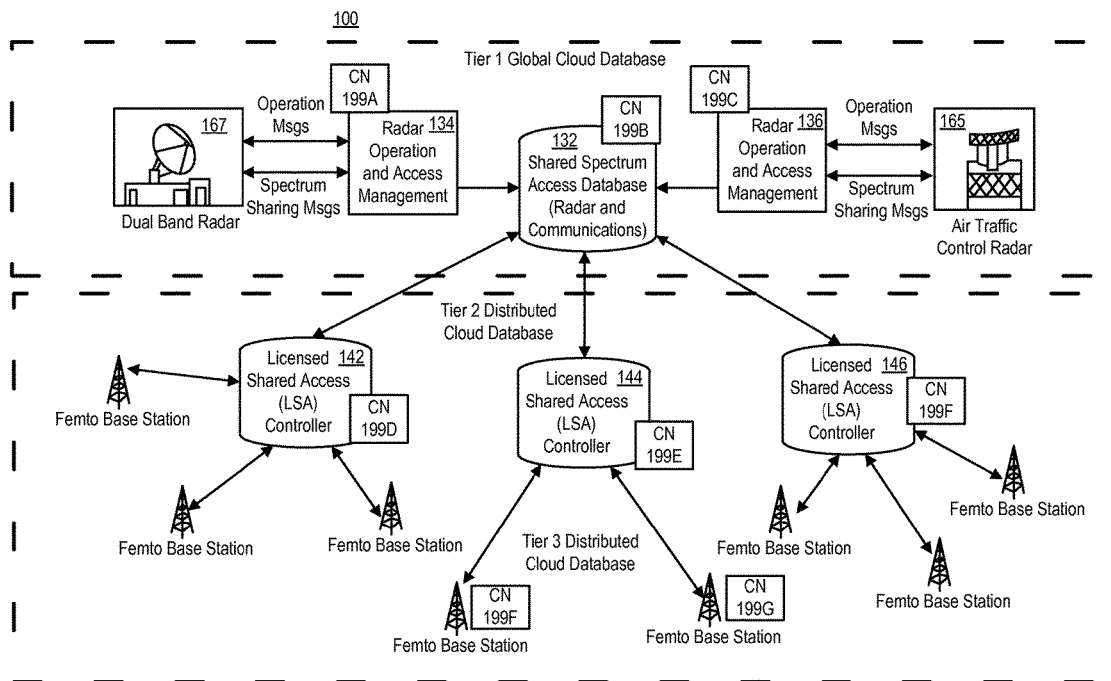 100
Tier 1 Global Cloud Database
CN
199A
CN
199B
CN
199C
167
Operation
Msgs
Spectrum
Sharing Msgs
Dual Band Radar
Radar 134
Operation
and Access
Management
132
Shared Spectrum
Access Database
(Radar and
Communications)
Radar 136
Operation
and Access
Management
Operation
Msgs
Spectrum
Sharing Msgs
165
Air Traffic
Control Radar
Tier 2 Distributed
Cloud Database
Licensed 142
Shared Access
(LSA)
Controller
CN
199D
Licensed 144
Shared Access
(LSA)
Controller
CN
199E
Licensed 146
Shared Access
(LSA)
Controller
CN
199F
Femto Base Station
Femto Base Station
Femto Base Station
Femto Base Station
Femto Base Station
Femto Base Station
Tier 3 Distributed
Cloud Database
CN
199F
Femto Base Station
CN
199G
Femto Base Station